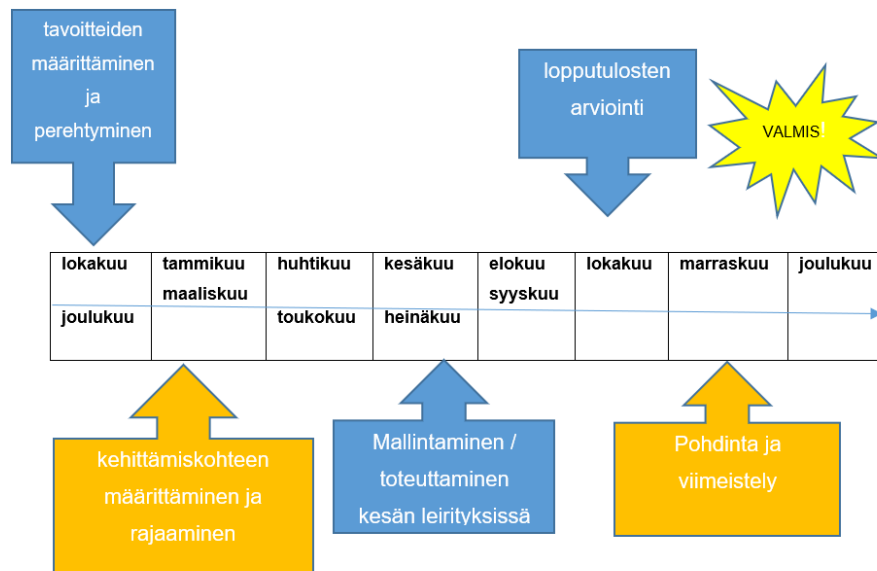 tavoitteiden
määrittäminen
ja
perehtyminen
lopputulosten
arviointi
VALMIS!
lokakuu tammikuu huhtikuu kesäkuu elokuu lokakuu marraskuu joulukuu
maaliskuu syyskuu
joulukuu toukokuu heinäkuu
kehittämiskohteen
määrittäminen ja
rajaaminen
Mallintaminen /
toteuttaminen
kesän leirityksissä
Pohdinta ja
viimeistely